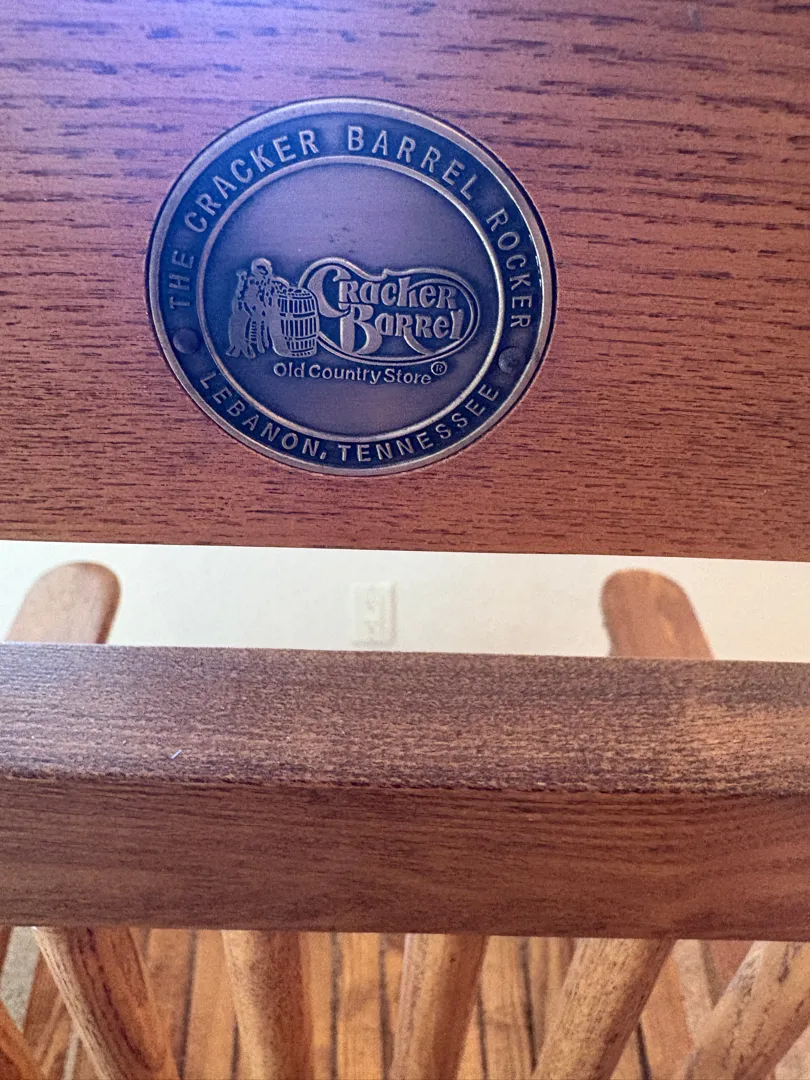 THE CRACKER BARREL ROCKER
Cracker
Barrel
Old Country Store®
LEBANON, TENNESSEE